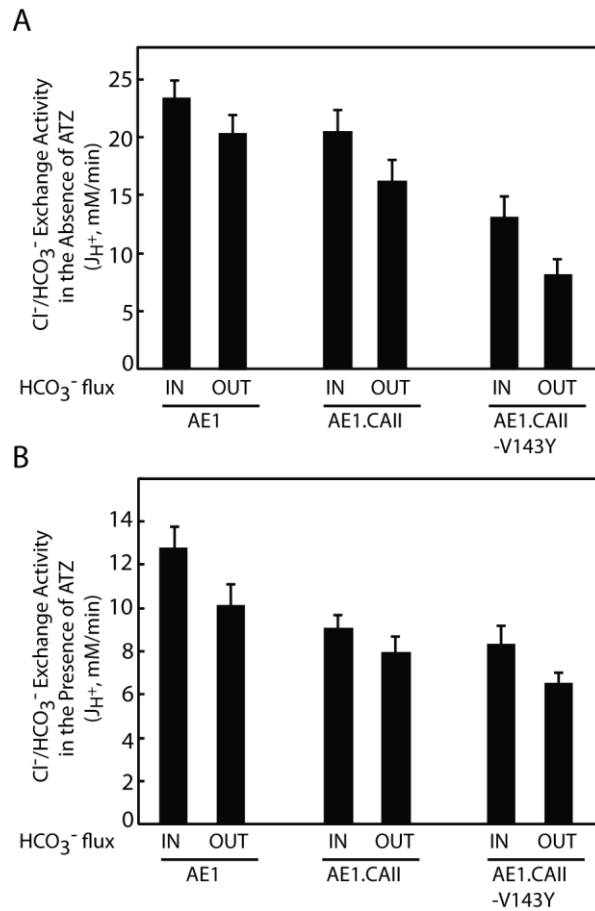 A
Cl⁻/HCO₃⁻ Exchange Activity
in the Absence of ATZ
(J_H⁺, mM/min)
25
20
15
10
5
0
HCO₃⁻ flux
IN OUT IN OUT IN OUT
AE1 AE1.CAII AE1.CAII
-V143Y
B
Cl⁻/HCO₃⁻ Exchange Activity
in the Presence of ATZ
(J_H⁺, mM/min)
14
12
10
8
6
4
2
0
HCO₃⁻ flux
IN OUT IN OUT IN OUT
AE1 AE1.CAII AE1.CAII
-V143Y